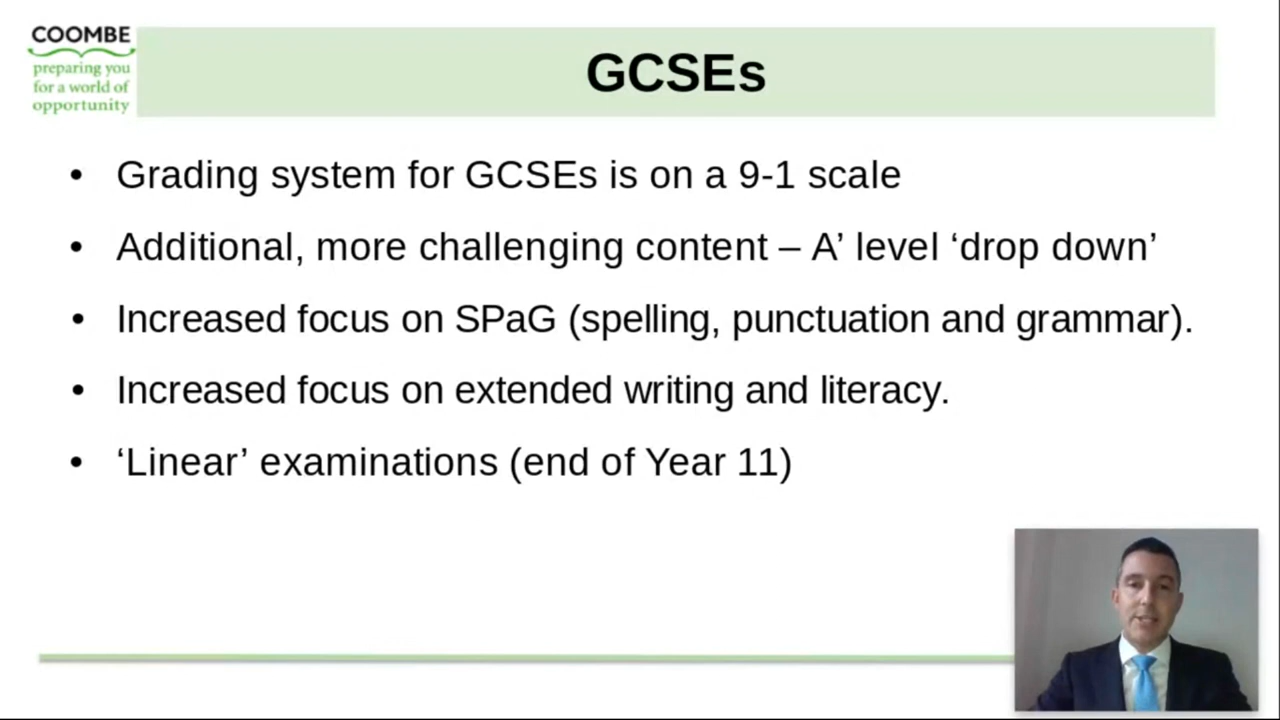 COOMBE
preparing you
for a world of
opportunity
GCSEs
• Grading system for GCSEs is on a 9-1 scale
• Additional, more challenging content – A’ level ‘drop down’
• Increased focus on SPaG (spelling, punctuation and grammar).
• Increased focus on extended writing and literacy.
• ‘Linear’ examinations (end of Year 11)